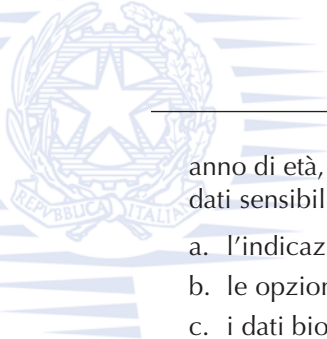 REPVBBLICA ITALIANA
anno di età,
dati sensibil
a. l’indicaz
b. le opzion
c. i dati bio